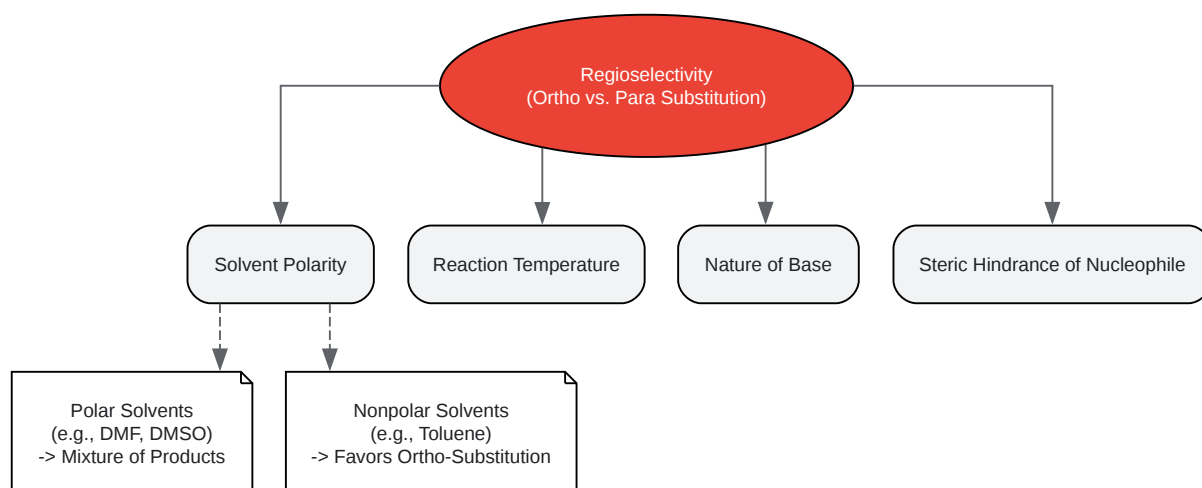 Regioselectivity
(Ortho vs. Para Substitution)
Solvent Polarity
Reaction Temperature
Nature of Base
Steric Hindrance of Nucleophile
Polar Solvents
(e.g., DMF, DMSO)
-> Mixture of Products
Nonpolar Solvents
(e.g., Toluene)
-> Favors Ortho-Substitution